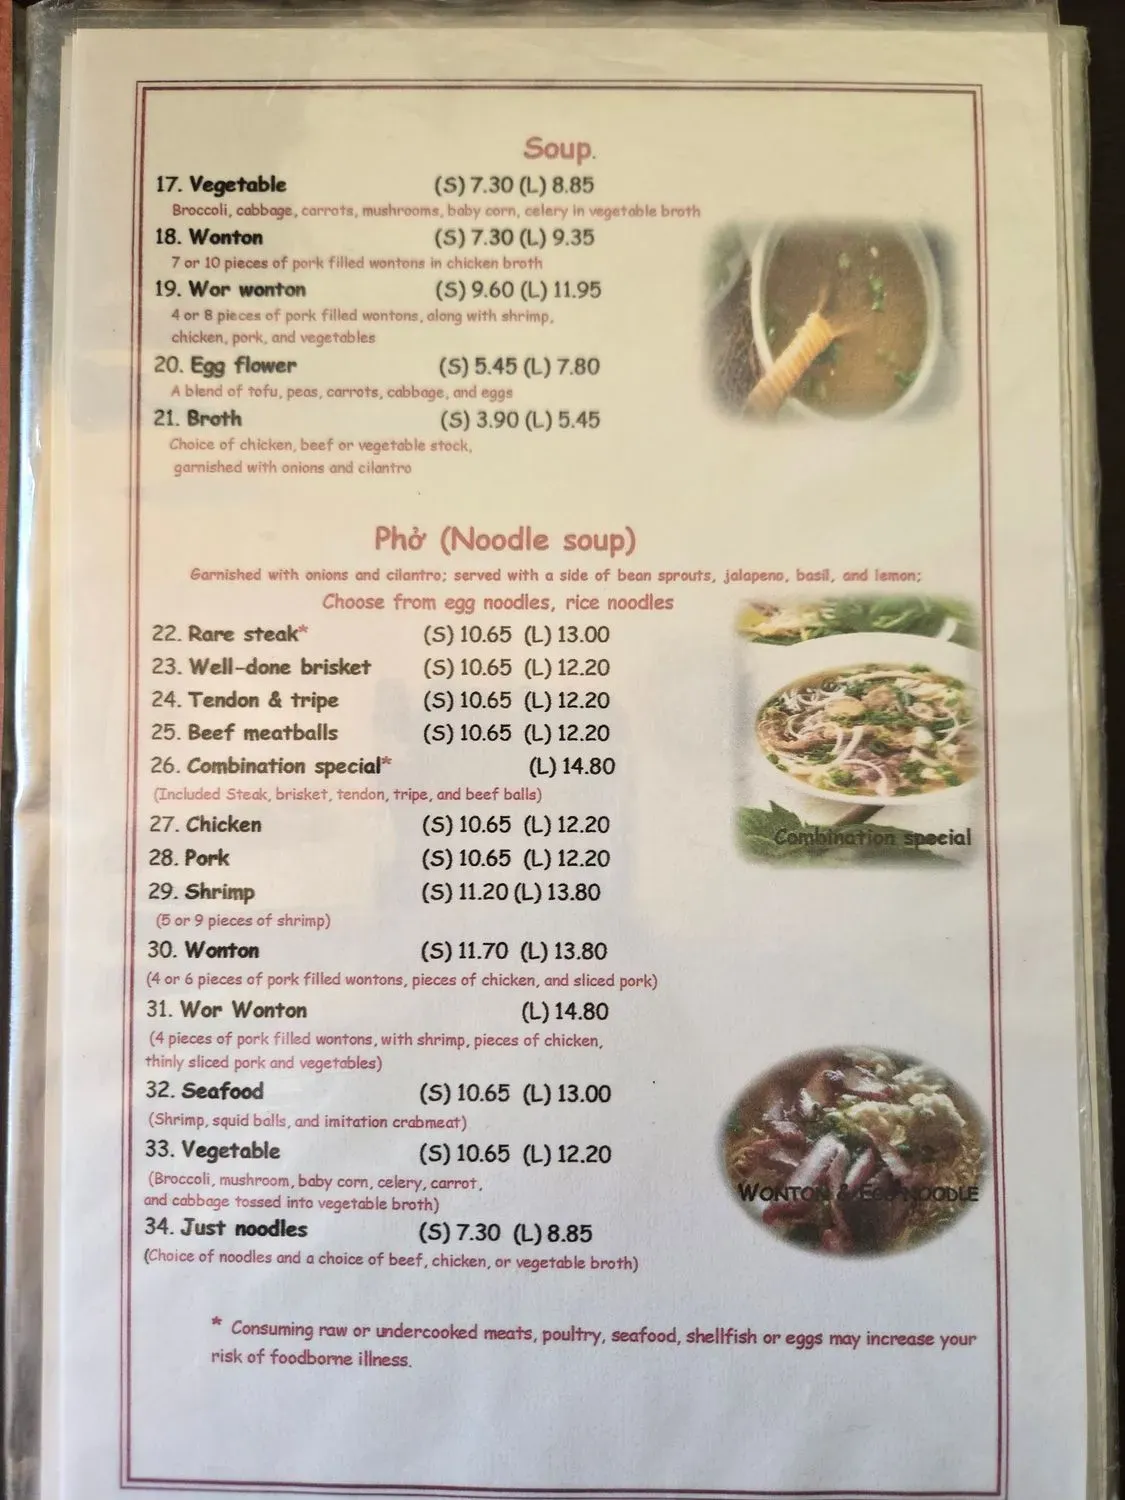 Soup.
17. Vegetable (S) 7.30 (L) 8.85
Broccoli, cabbage, carrots, mushrooms, baby corn, celery in vegetable broth
18. Wonton (S) 7.30 (L) 9.35
7 or 10 pieces of pork filled wontons in chicken broth
19. Wor wonton (S) 9.60 (L) 11.95
4 or 8 pieces of pork filled wontons, along with shrimp,
chicken, pork, and vegetables
20. Egg flower (S) 5.45 (L) 7.80
A blend of tofu, peas, carrots, cabbage, and eggs
21. Broth (S) 3.90 (L) 5.45
Choice of chicken, beef or vegetable stock,
garnished with onions and cilantro
Phở (Noodle soup)
Garnished with onions and cilantro; served with a side of bean sprouts, jalapeno, basil, and lemon;
Choose from egg noodles, rice noodles
22. Rare steak* (S) 10.65 (L) 13.00
23. Well-done brisket (S) 10.65 (L) 12.20
24. Tendon & tripe (S) 10.65 (L) 12.20
25. Beef meatballs (S) 10.65 (L) 12.20
26. Combination special* (L) 14.80
(Included Steak, brisket, tendon, tripe, and beef balls)
27. Chicken (S) 10.65 (L) 12.20
Combination special
28. Pork (S) 10.65 (L) 12.20
29. Shrimp (S) 11.20 (L) 13.80
(5 or 9 pieces of shrimp)
30. Wonton (S) 11.70 (L) 13.80
(4 or 6 pieces of pork filled wontons, pieces of chicken, and sliced pork)
31. Wor Wonton (L) 14.80
(4 pieces of pork filled wontons, with shrimp, pieces of chicken,
thinly sliced pork and vegetables)
32. Seafood (S) 10.65 (L) 13.00
(Shrimp, squid balls, and imitation crabmeat)
33. Vegetable (S) 10.65 (L) 12.20
(Broccoli, mushroom, baby corn, celery, carrot,
and cabbage tossed into vegetable broth)
WONTON & EGG NOODLE
34. Just noodles (S) 7.30 (L) 8.85
(Choice of noodles and a choice of beef, chicken, or vegetable broth)
* Consuming raw or undercooked meats, poultry, seafood, shellfish or eggs may increase your
risk of foodborne illness.